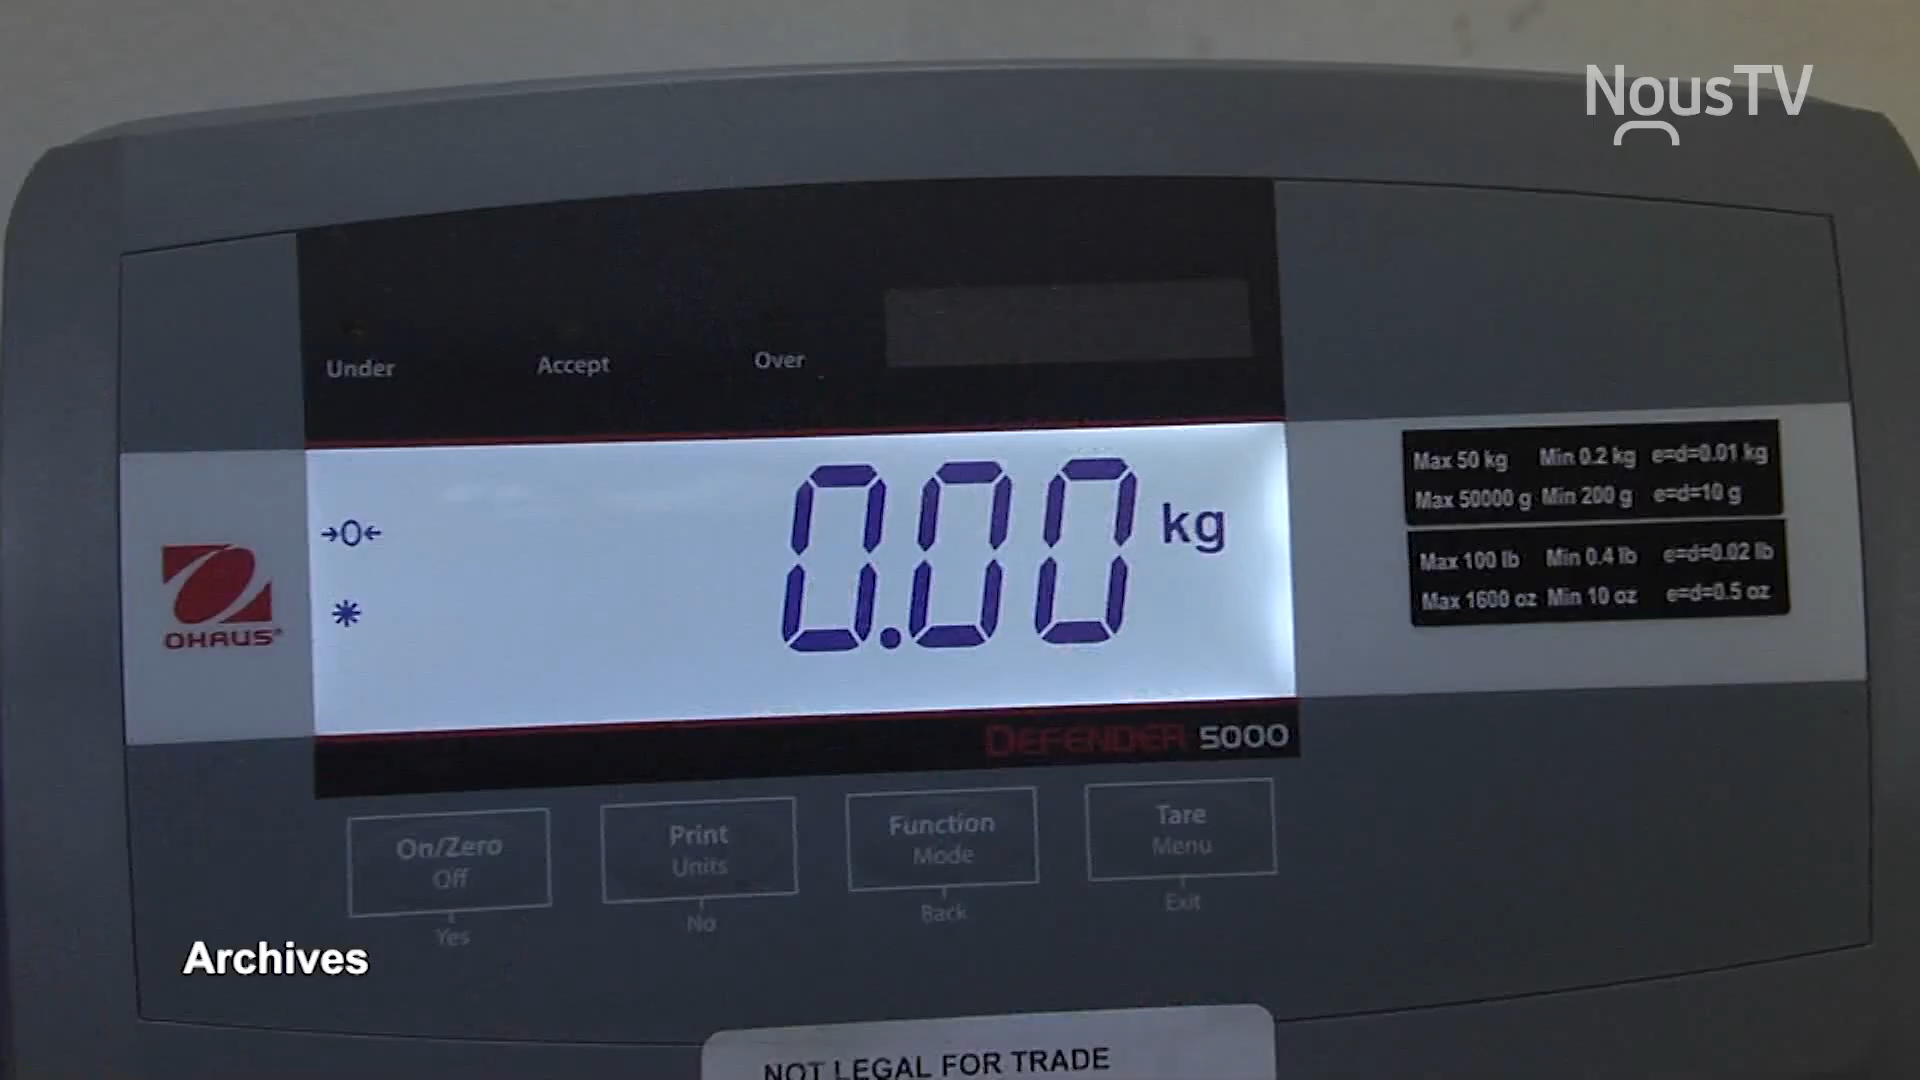 NousTV
Under Accept Over
Max 50 kg Min 0.2 kg e=d=0.01 kg
Max 50000 g Min 200 g e=d=10 g
Max 100 lb Min 0.4 lb e=d=0.02 lb
Max 1600 oz Min 10 oz e=d=0.5 oz
→0← 0.00 kg
*
OHAUS®
DEFENDER 5000
On/Zero
Off
Yes
Print
Units
No
Function
Mode
Back
Tare
Menu
Exit
Archives
NOT LEGAL FOR TRADE